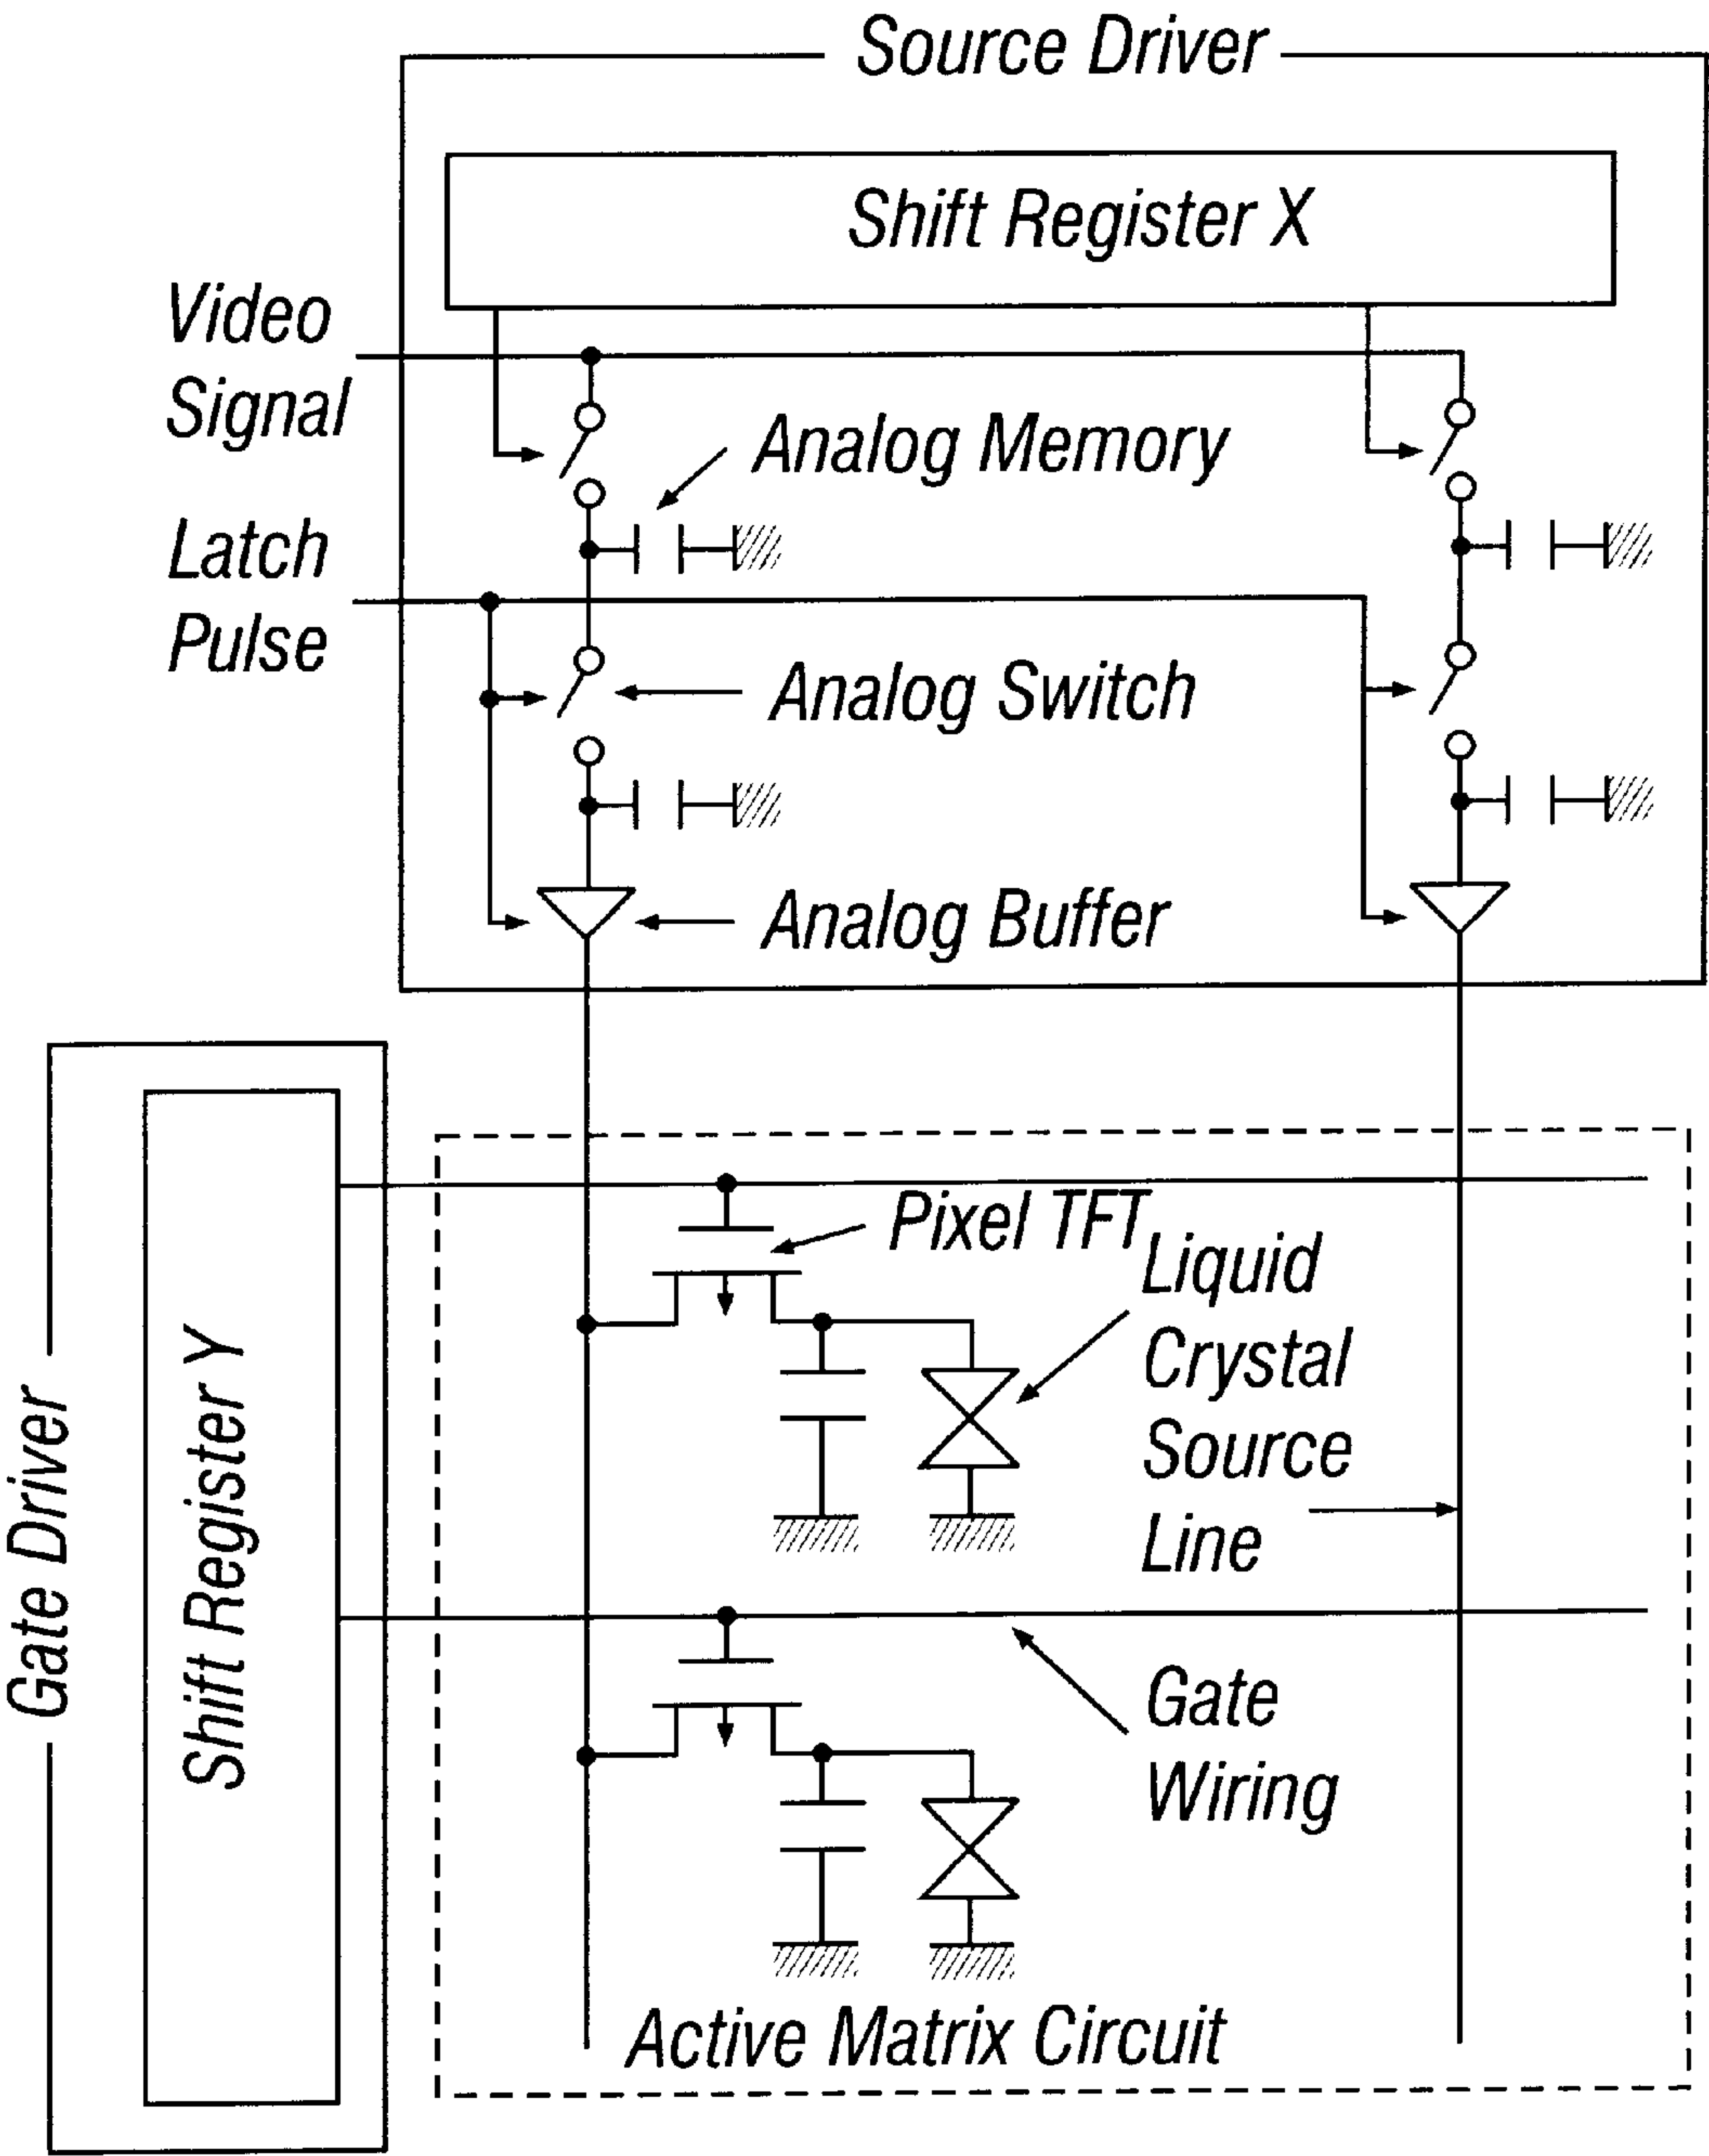 Source Driver
Shift Register X
Video
Signal
Analog Memory
Latch
Pulse
Analog Switch
Analog Buffer
Gate Driver
Shift Register Y
Pixel TFT
Liquid
Crystal
Source
Line
Gate
Wiring
Active Matrix Circuit